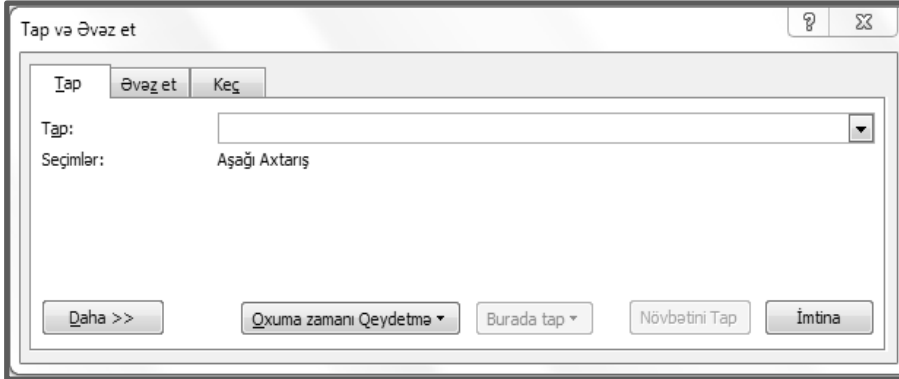 Tap və Əvəz et
Tap Əvəz et Keç
Tap:
Seçimlər: Aşağı Axtarış
Daha >> Oxuma zamanı Qeydetmə Burada tap Növbətini Tap İmtina